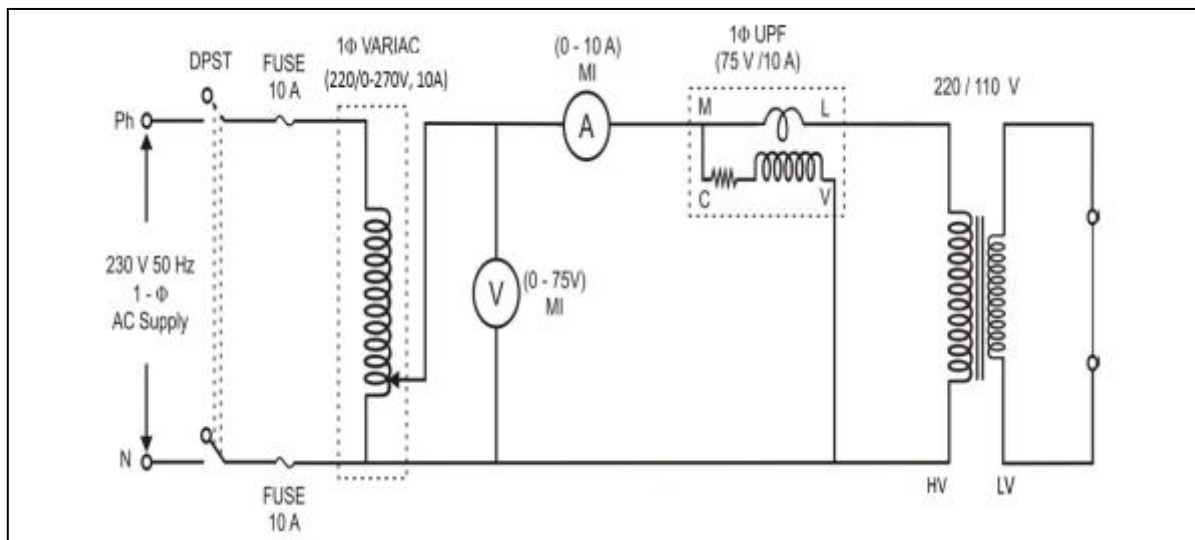 DPST
FUSE
10 A
1Φ VARIAC
(220/0-270V, 10A)
(0 - 10 A)
MI
1Φ UPF
(75 V /10 A)
220 / 110 V
Ph
A
M
L
C
V
230 V 50 Hz
1 - Φ
AC Supply
V
(0 - 75V)
MI
N
FUSE
10 A
HV
LV